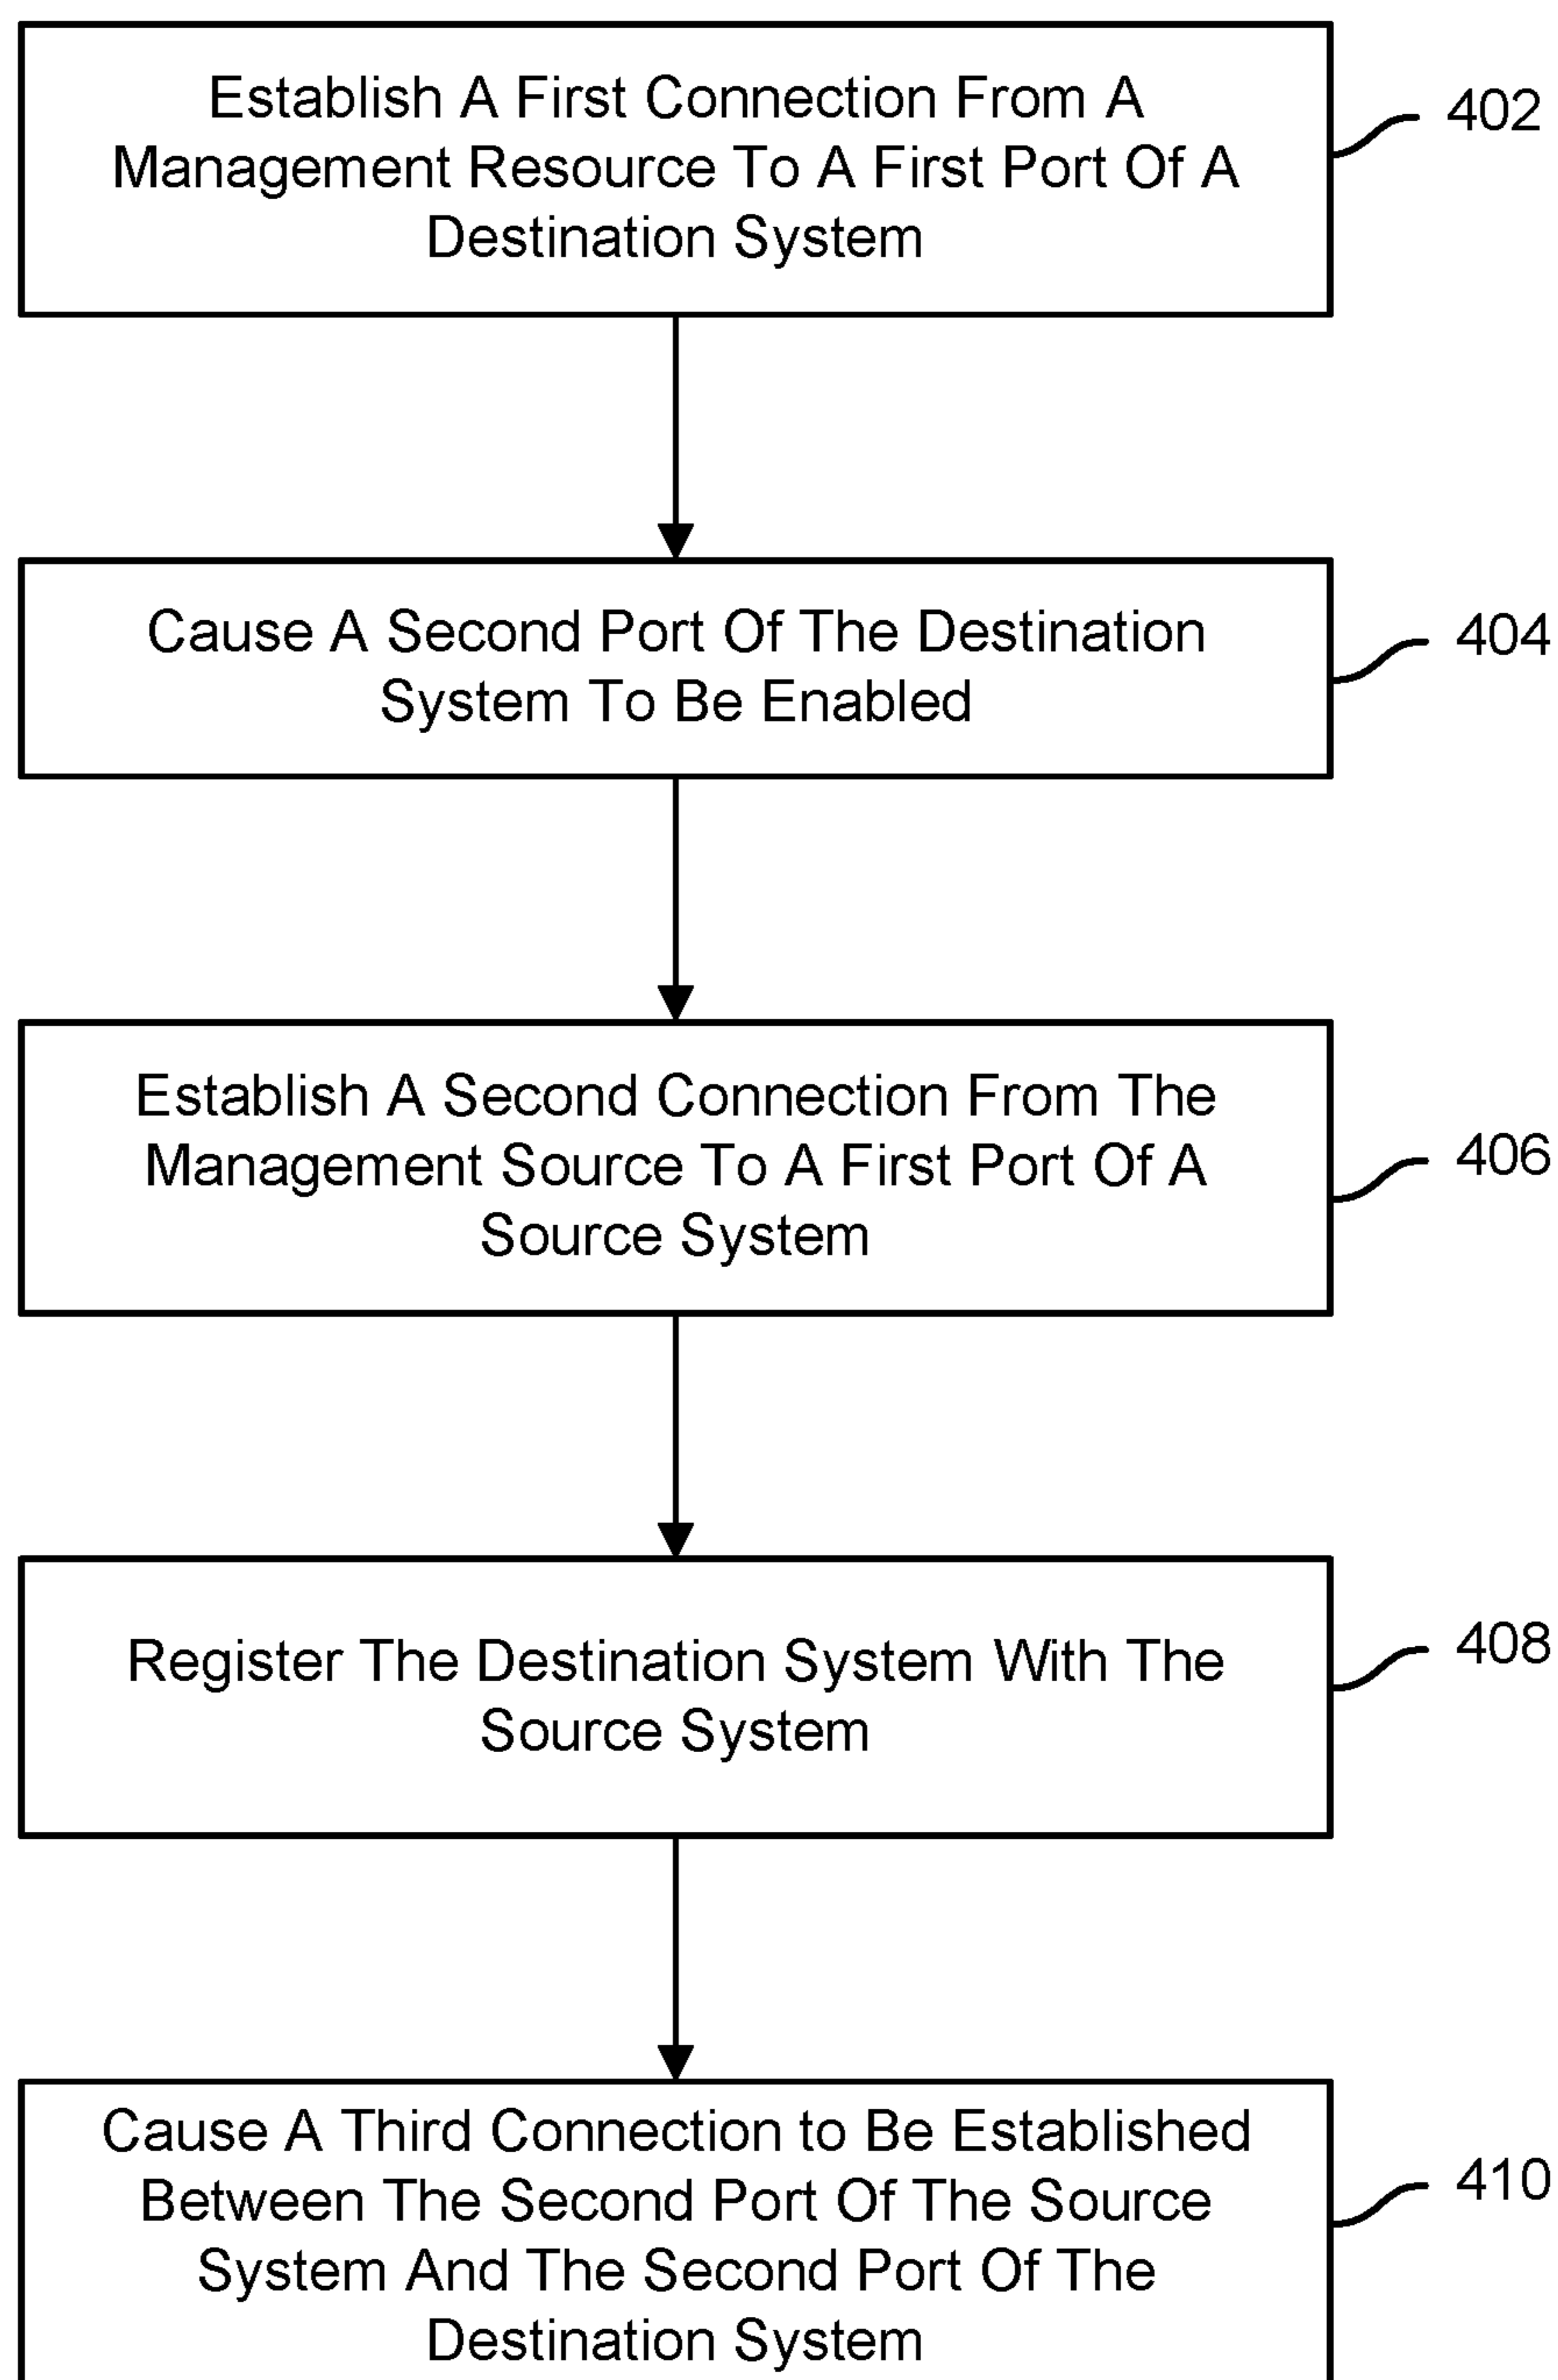 Establish A First Connection From A
Management Resource To A First Port Of A
Destination System
402
Cause A Second Port Of The Destination
System To Be Enabled
404
Establish A Second Connection From The
Management Source To A First Port Of A
Source System
406
Register The Destination System With The
Source System
408
Cause A Third Connection to Be Established
Between The Second Port Of The Source
System And The Second Port Of The
Destination System
410